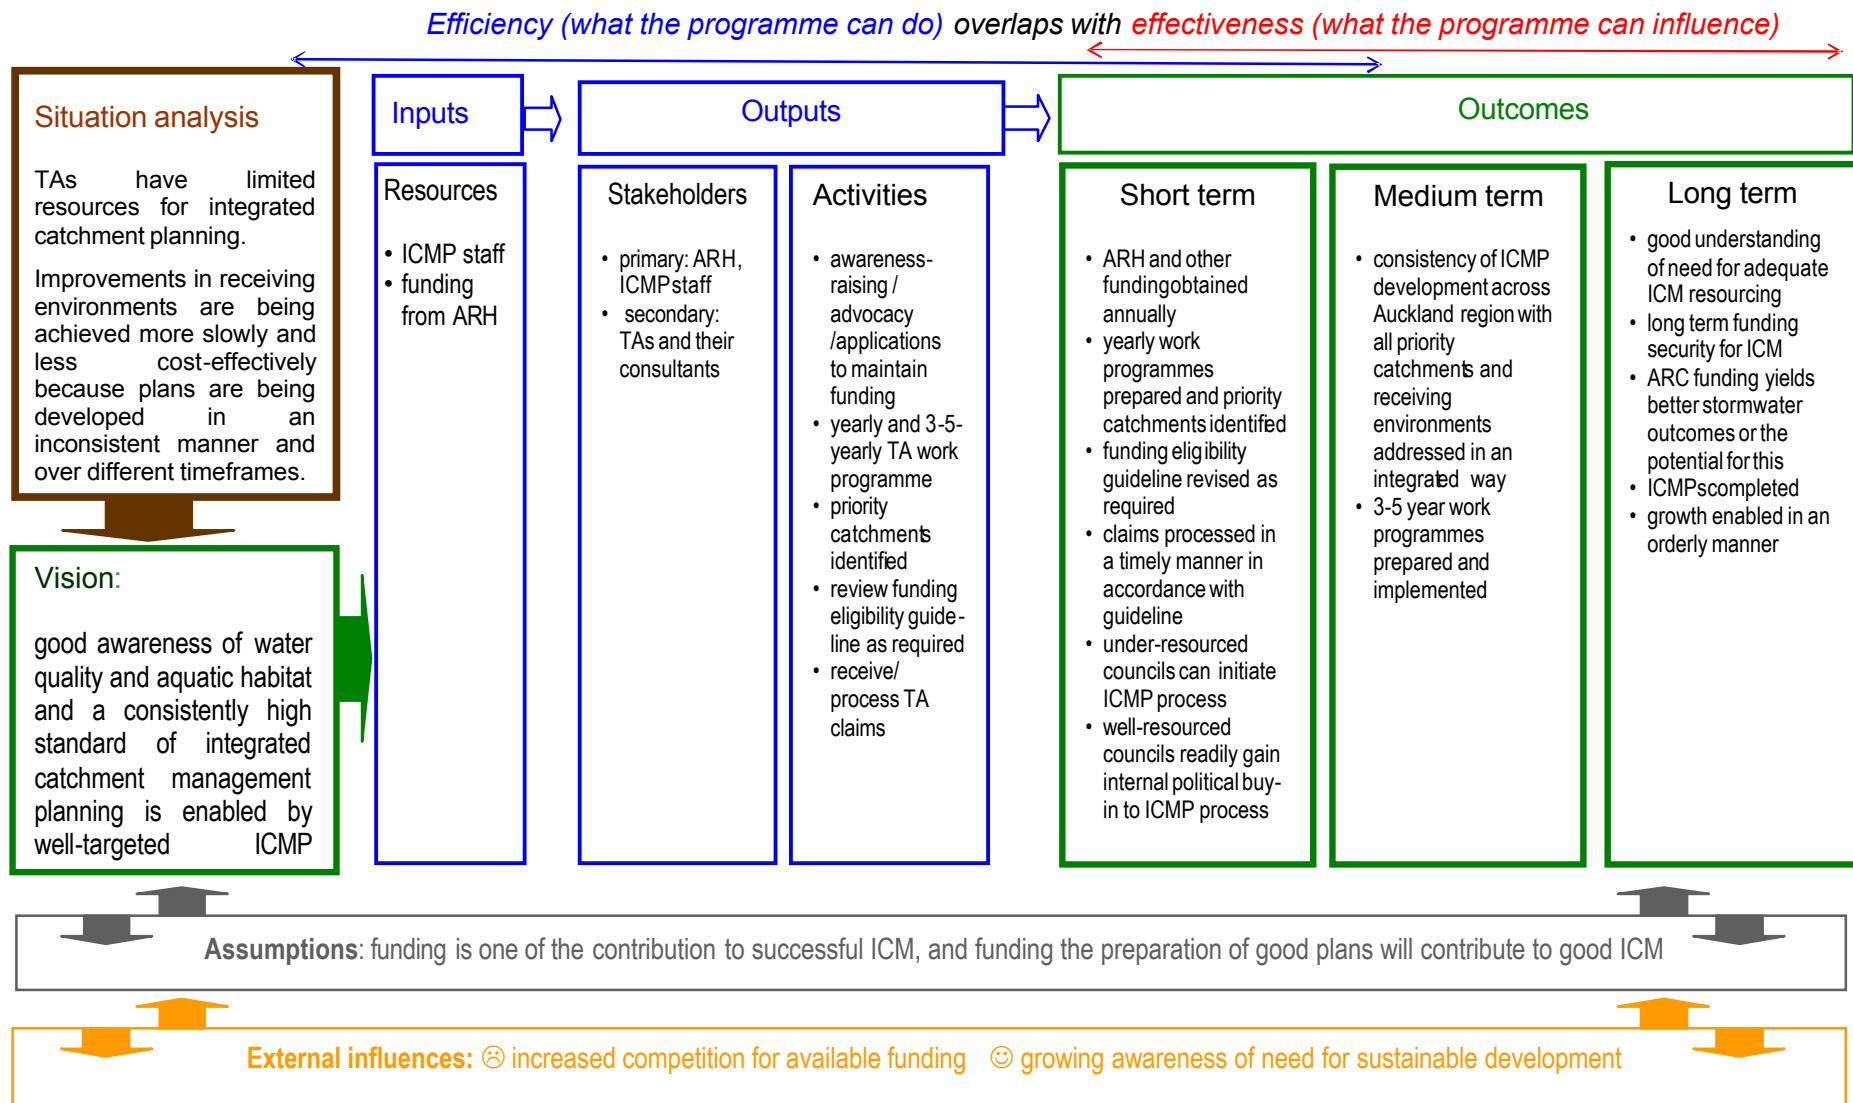 Efficiency (what the programme can do) overlaps with effectiveness (what the programme can influence)
Situation analysis
TAs have limited
resources for integrated
catchment planning.
Improvements in receiving
environments are being
achieved more slowly and
less cost-effectively
because plans are being
developed in an
inconsistent manner and
over different timeframes.
Vision:
good awareness of water
quality and aquatic habitat
and a consistently high
standard of integrated
catchment management
planning is enabled by
well-targeted ICMP
Inputs
Resources
• ICMP staff
• funding
from ARH
Outputs
Stakeholders
• primary: ARH,
ICMP staff
• secondary:
TAs and their
consultants
Activities
• awareness-
raising /
advocacy
/applications
to maintain
funding
• yearly and 3-5-
yearly TA work
programme
• priority
catchments
identified
• review funding
eligibility guide-
line as required
• receive/
process TA
claims
Outcomes
Short term
• ARH and other
funding obtained
annually
• yearly work
programmes
prepared and priority
catchments identified
• funding eligibility
guideline revised as
required
• claims processed in
a timely manner in
accordance with
guideline
• under-resourced
councils can initiate
ICMP process
• well-resourced
councils readily gain
internal political buy-
in to ICMP process
Medium term
• consistency of ICMP
development across
Auckland region with
all priority
catchments and
receiving
environments
addressed in an
integrated way
• 3-5 year work
programmes
prepared and
implemented
Long term
• good understanding
of need for adequate
ICM resourcing
• long term funding
security for ICM
• ARC funding yields
better stormwater
outcomes or the
potential for this
• ICMPs completed
• growth enabled in an
orderly manner
Assumptions: funding is one of the contribution to successful ICM, and funding the preparation of good plans will contribute to good ICM
External influences: ☹ increased competition for available funding ☺ growing awareness of need for sustainable development